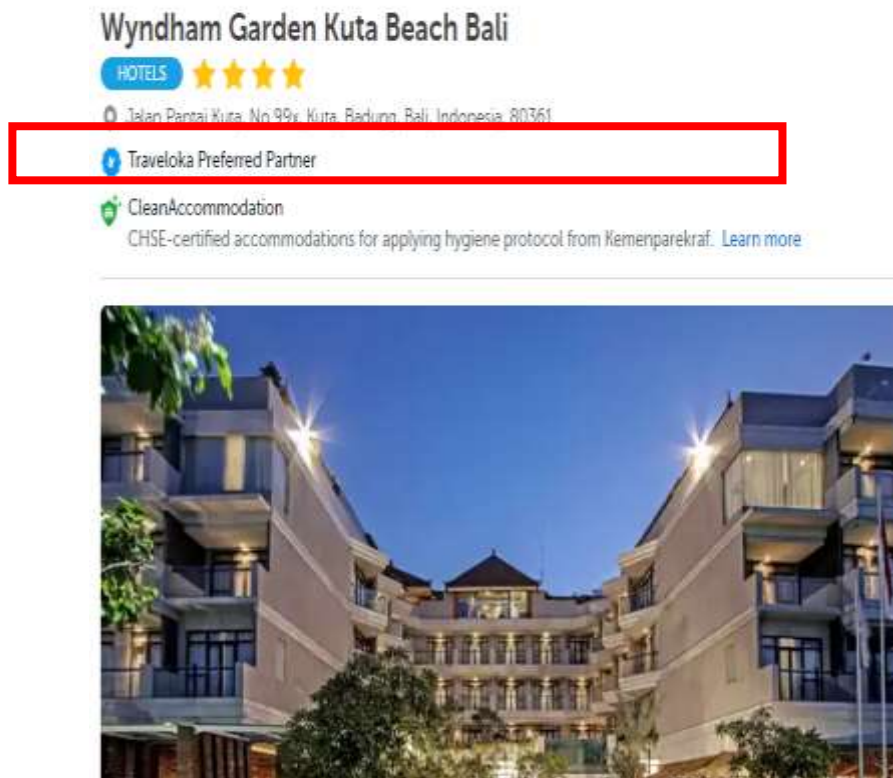 Wyndham Garden Kuta Beach Bali
HOTELS
Jalan Pantai Kuta, No 99x, Kuta, Badung, Bali, Indonesia, 80361
Traveloka Preferred Partner
CleanAccommodation
CHSE-certified accommodations for applying hygiene protocol from Kemenparekraf. Learn more